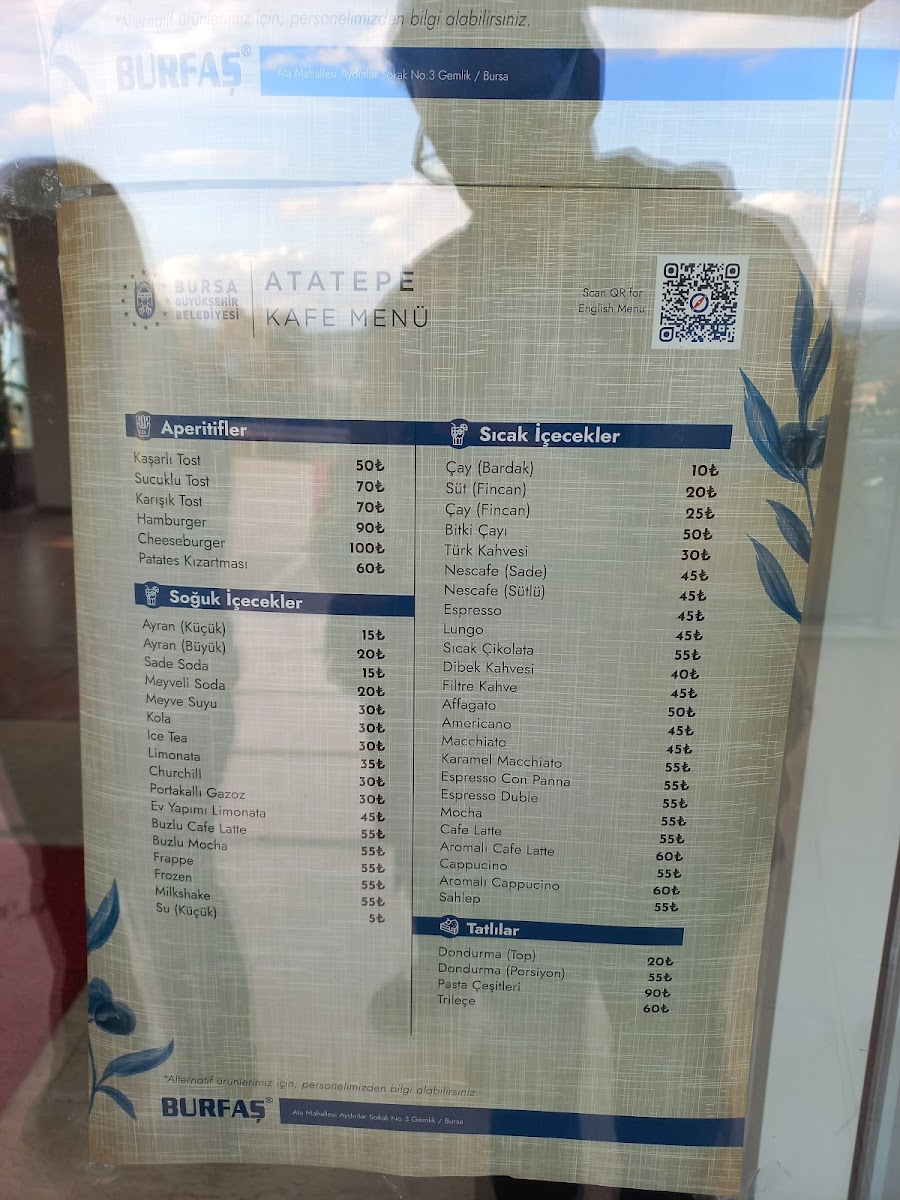 *Alternatif ürünlerimiz için; personelimizden bilgi alabilirsiniz.
BURFAŞ®
Ata Mahallesi Aydınlar Sokak No:3 Gemlik / Bursa
BURSA
BÜYÜKŞEHİR
BELEDİYESİ
ATATEPE
KAFE MENÜ
Scan QR for
English Menu
Aperitifler
Kaşarlı Tost 50₺
Sucuklu Tost 70₺
Karışık Tost 70₺
Hamburger 90₺
Cheeseburger 100₺
Patates Kızartması 60₺
Soğuk İçecekler
Ayran (Küçük) 15₺
Ayran (Büyük) 20₺
Sade Soda 15₺
Meyveli Soda 20₺
Meyve Suyu 30₺
Kola 30₺
Ice Tea 30₺
Limonata 35₺
Churchill 30₺
Portakallı Gazoz 30₺
Ev Yapımı Limonata 45₺
Buzlu Cafe Latte 55₺
Buzlu Mocha 55₺
Frappe 55₺
Frozen 55₺
Milkshake 55₺
Su (Küçük) 5₺
Sıcak İçecekler
Çay (Bardak) 10₺
Süt (Fincan) 20₺
Çay (Fincan) 25₺
Bitki Çayı 50₺
Türk Kahvesi 30₺
Nescafe (Sade) 45₺
Nescafe (Sütlü) 45₺
Espresso 45₺
Lungo 45₺
Sıcak Çikolata 55₺
Dibek Kahvesi 40₺
Filtre Kahve 45₺
Affagato 50₺
Americano 45₺
Macchiato 45₺
Karamel Macchiato 55₺
Espresso Con Panna 55₺
Espresso Duble 55₺
Mocha 55₺
Cafe Latte 55₺
Aromalı Cafe Latte 60₺
Cappucino 55₺
Aromalı Cappucino 60₺
Sahlep 55₺
Tatlılar
Dondurma (Top) 20₺
Dondurma (Porsiyon) 55₺
Pasta Çeşitleri 90₺
Trileçe 60₺
*Alternatif ürünlerimiz için; personelimizden bilgi alabilirsiniz.
BURFAŞ®
Ata Mahallesi Aydınlar Sokak No:3 Gemlik / Bursa